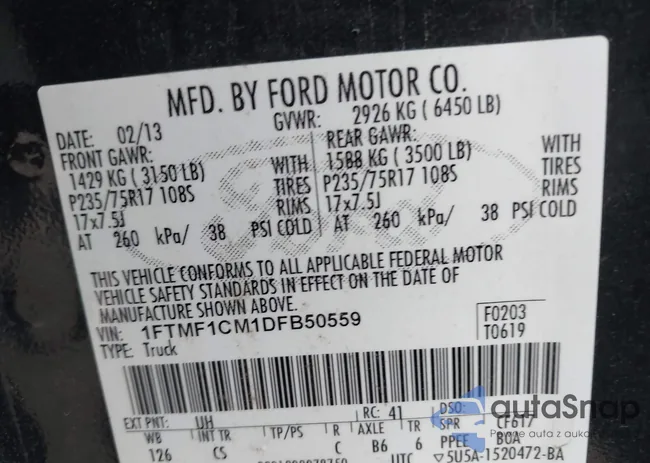 MFD. BY FORD MOTOR CO.
DATE: 02/13 GVWR: 2926 KG ( 6450 LB)
FRONT GAWR: REAR GAWR:
1429 KG ( 3150 LB) WITH 1588 KG ( 3500 LB) WITH
P235/75R17 108S TIRES P235/75R17 108S TIRES
17x7.5J RIMS 17x7.5J RIMS
AT 260 kPa/ 38 PSI COLD AT 260 kPa/ 38 PSI COLD
THIS VEHICLE CONFORMS TO ALL APPLICABLE FEDERAL MOTOR
VEHICLE SAFETY STANDARDS IN EFFECT ON THE DATE OF
MANUFACTURE SHOWN ABOVE.
VIN: 1FTMF1CM1DFB50559 F0203
TYPE: Truck T0619
EXT PNT: UH RC: 41 DSO:
WB INT TR TP/PS R AXLE TR SPR CF617
126 CS C B6 6 PPEE BOA
UTC 5U5A-1520472-BA
autoSnap